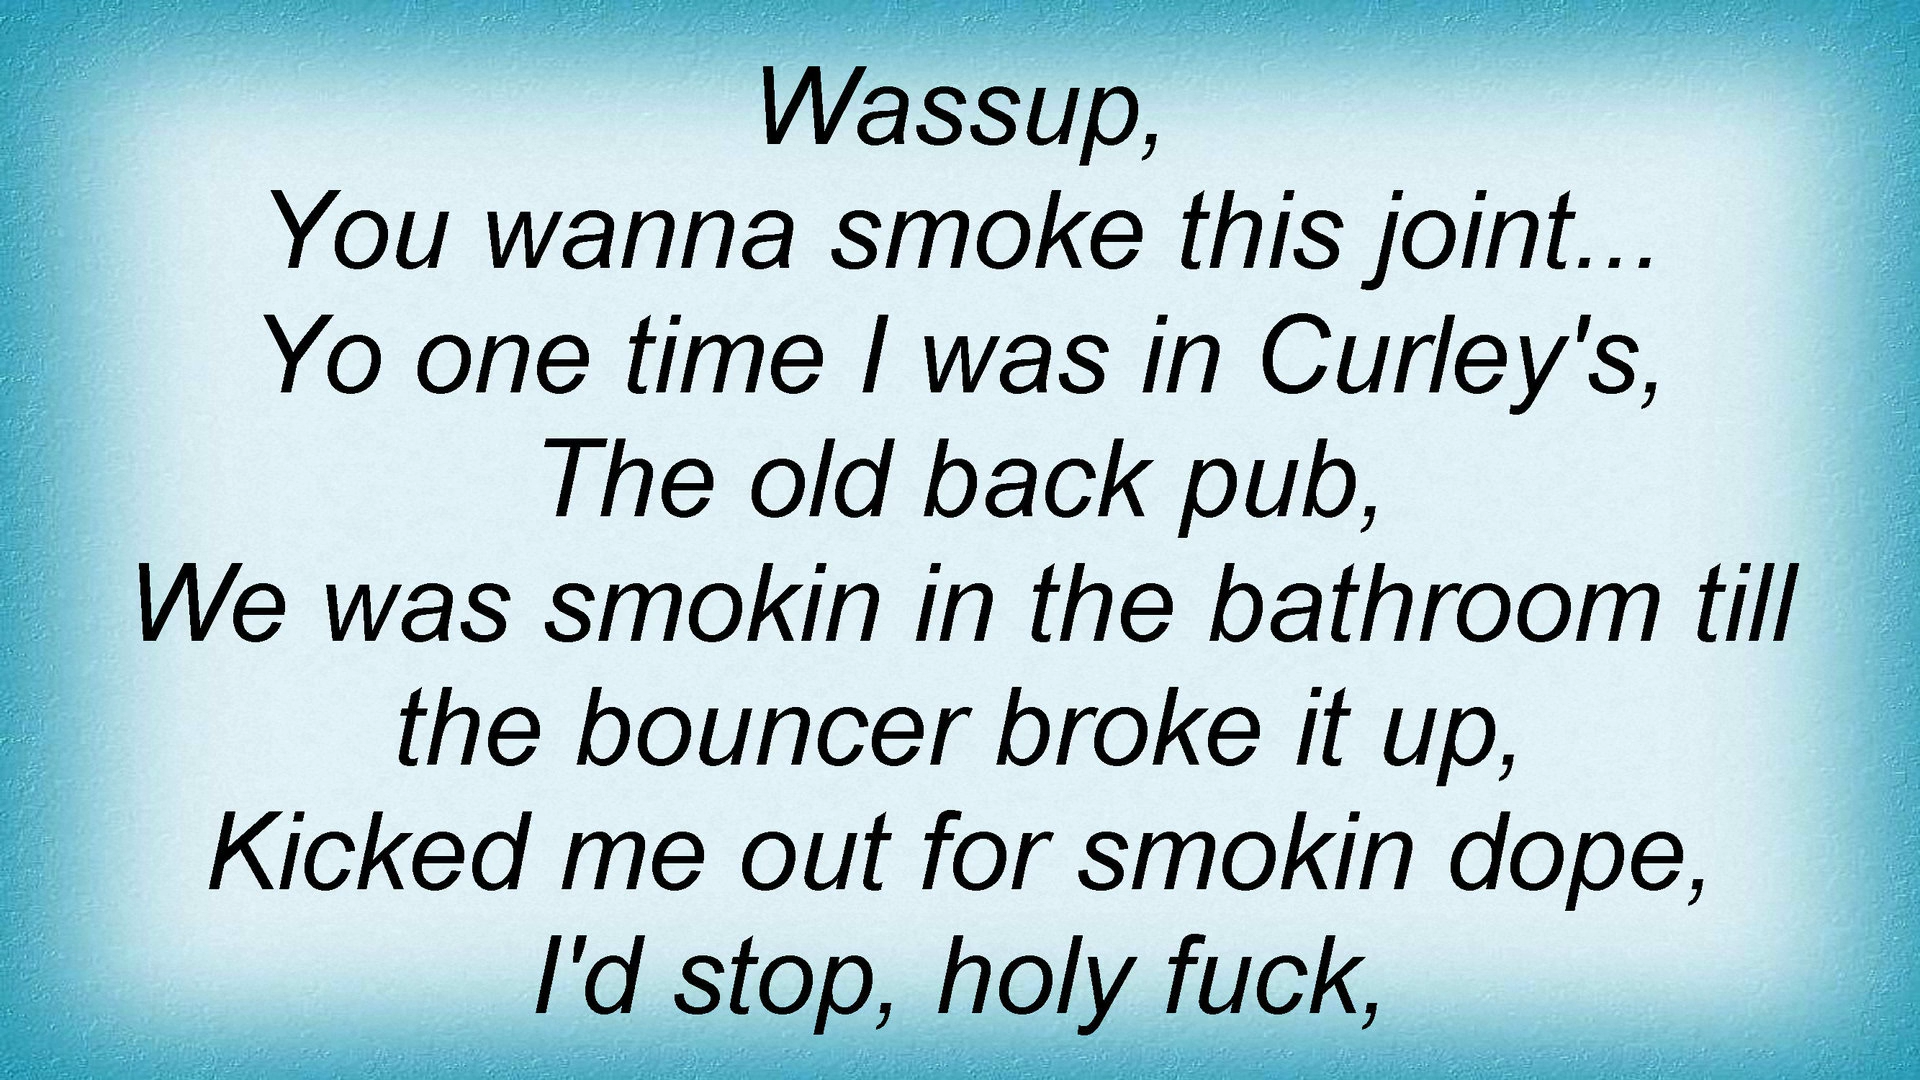 Wassup,
You wanna smoke this joint...
Yo one time I was in Curley's,
The old back pub,
We was smokin in the bathroom till
the bouncer broke it up,
Kicked me out for smokin dope,
I'd stop, holy fuck,